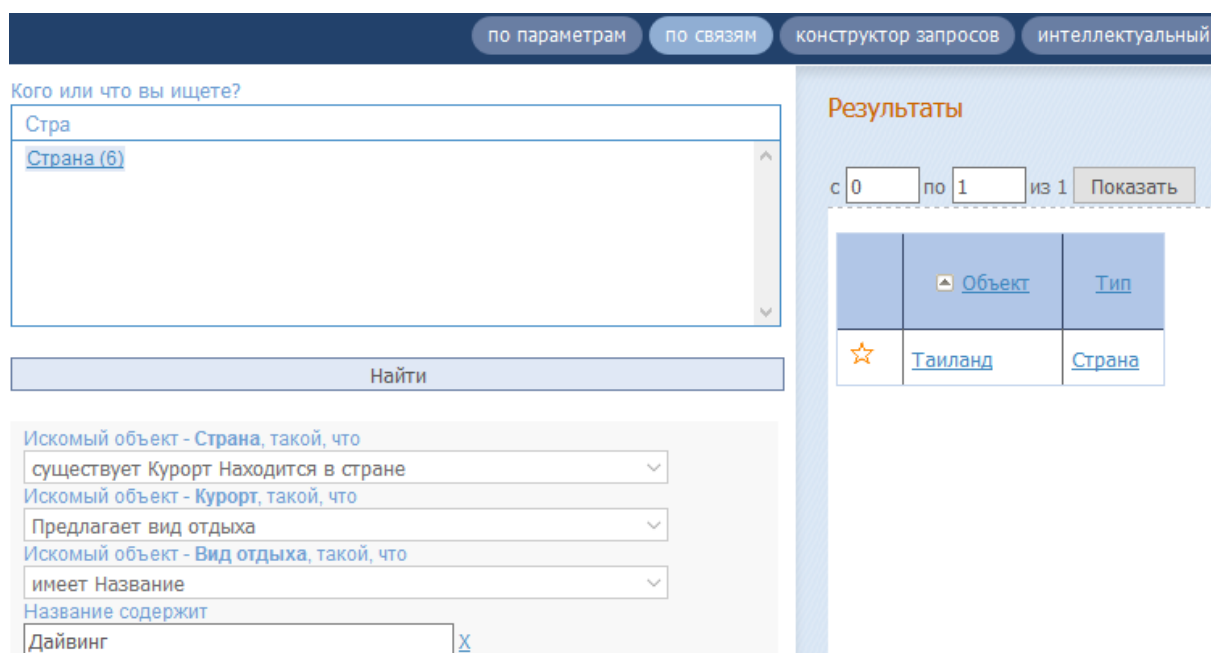 по параметрам по связям конструктор запросов интеллектуальный
Кого или что вы ищете?
Стра
Страна (6)
Найти
Искомый объект - Страна, такой, что
существует Курорт Находится в стране
Искомый объект - Курорт, такой, что
Предлагает вид отдыха
Искомый объект - Вид отдыха, такой, что
имеет Название
Название содержит
Дайвинг X
Результаты
с 0 по 1 из 1 Показать
Объект Тип
Таиланд Страна